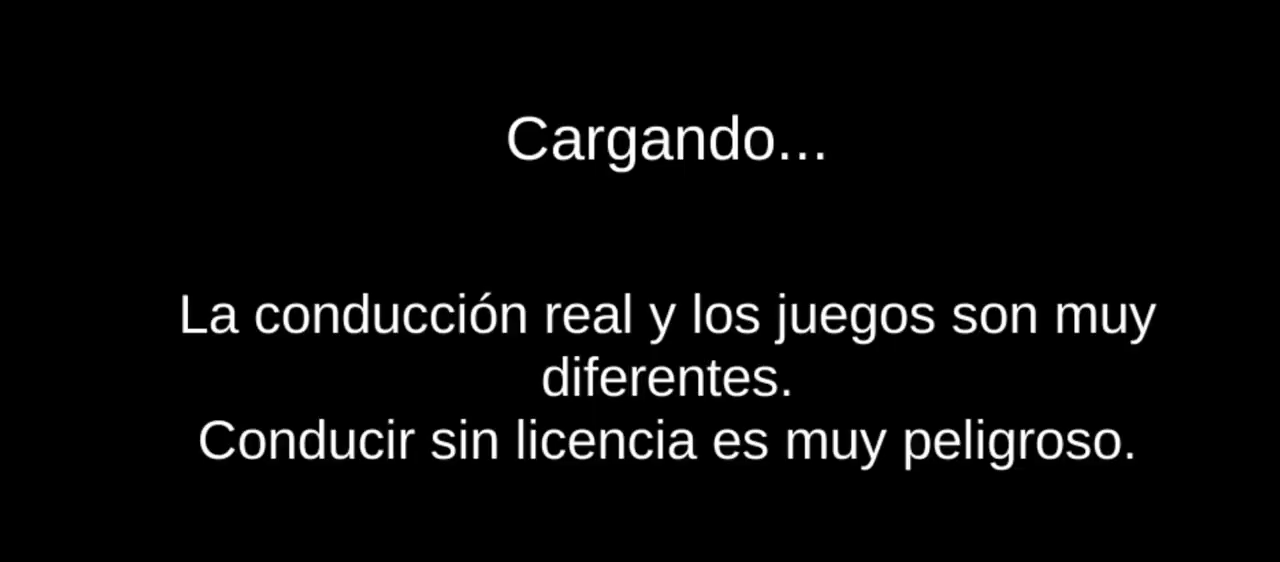 Cargando...
La conducción real y los juegos son muy
diferentes.
Conducir sin licencia es muy peligroso.